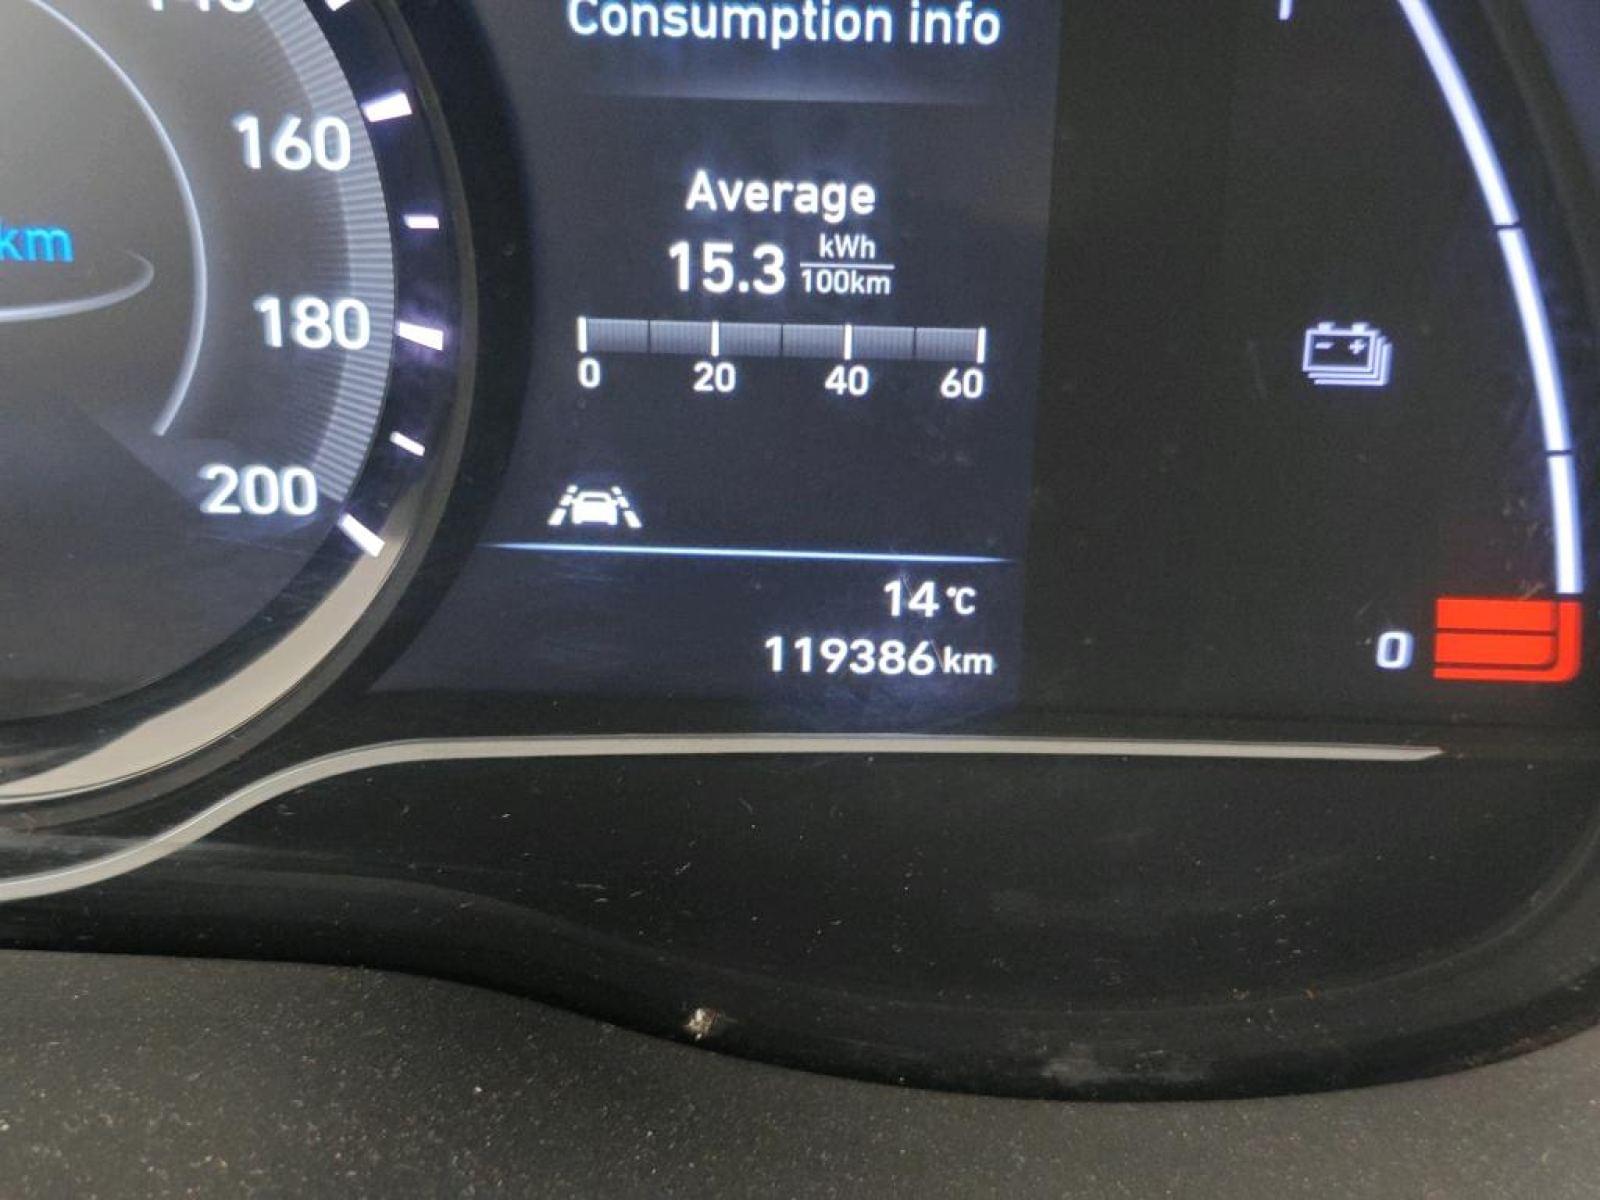 Consumption info
140
160
km
180
200
Average
15.3 kWh
100km
0 20 40 60
14 °C
119386 km
- +
0